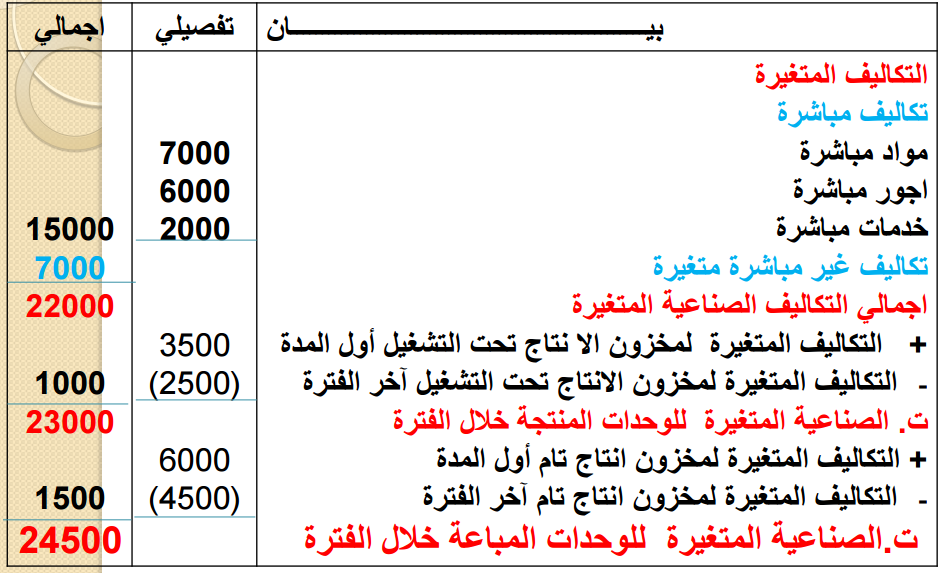 بيـــــــــــــــــــــــــــــــــــان تفصيلي اجمالي
التكاليف المتغيرة
تكاليف مباشرة
مواد مباشرة 7000
اجور مباشرة 6000
خدمات مباشرة 2000 15000
تكاليف غير مباشرة متغيرة 7000
اجمالي التكاليف الصناعية المتغيرة 22000
+ التكاليف المتغيرة لمخزون الا نتاج تحت التشغيل أول المدة 3500
- التكاليف المتغيرة لمخزون الانتاج تحت التشغيل آخر الفترة (2500) 1000
ت. الصناعية المتغيرة للوحدات المنتجة خلال الفترة 23000
+ التكاليف المتغيرة لمخزون انتاج تام أول المدة 6000
- التكاليف المتغيرة لمخزون انتاج تام آخر الفترة (4500) 1500
ت.الصناعية المتغيرة للوحدات المباعة خلال الفترة 24500